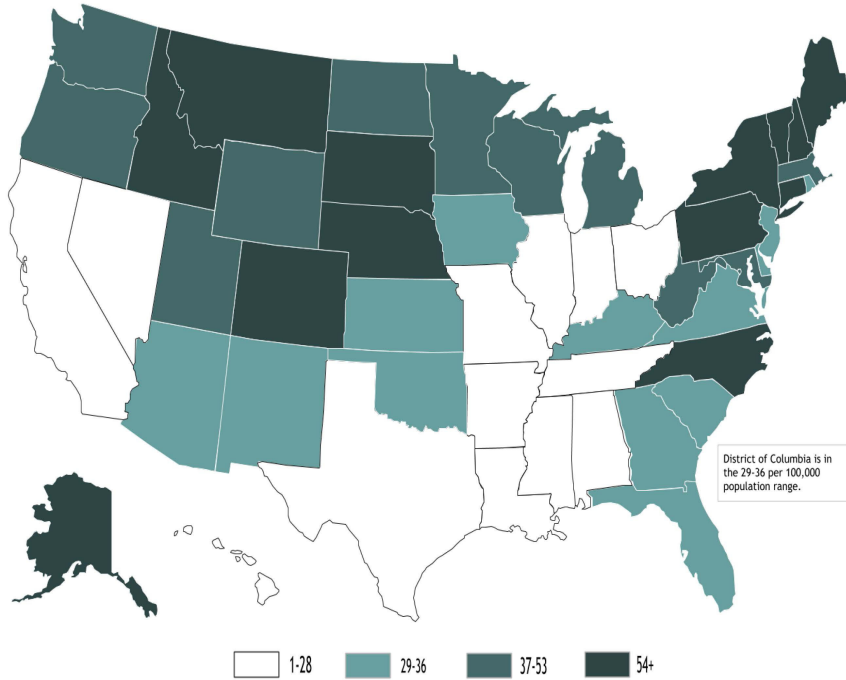 District of Columbia is in
the 29-36 per 100,000
population range.
1-28
29-36
37-53
54+